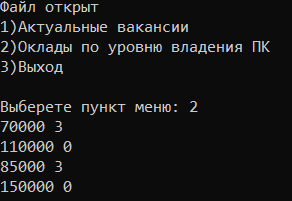 Файл открыт
1)Актуальные вакансии
2)Оклады по уровню владения ПК
3)Выход
Выберете пункт меню: 2
70000 3
110000 0
85000 3
150000 0